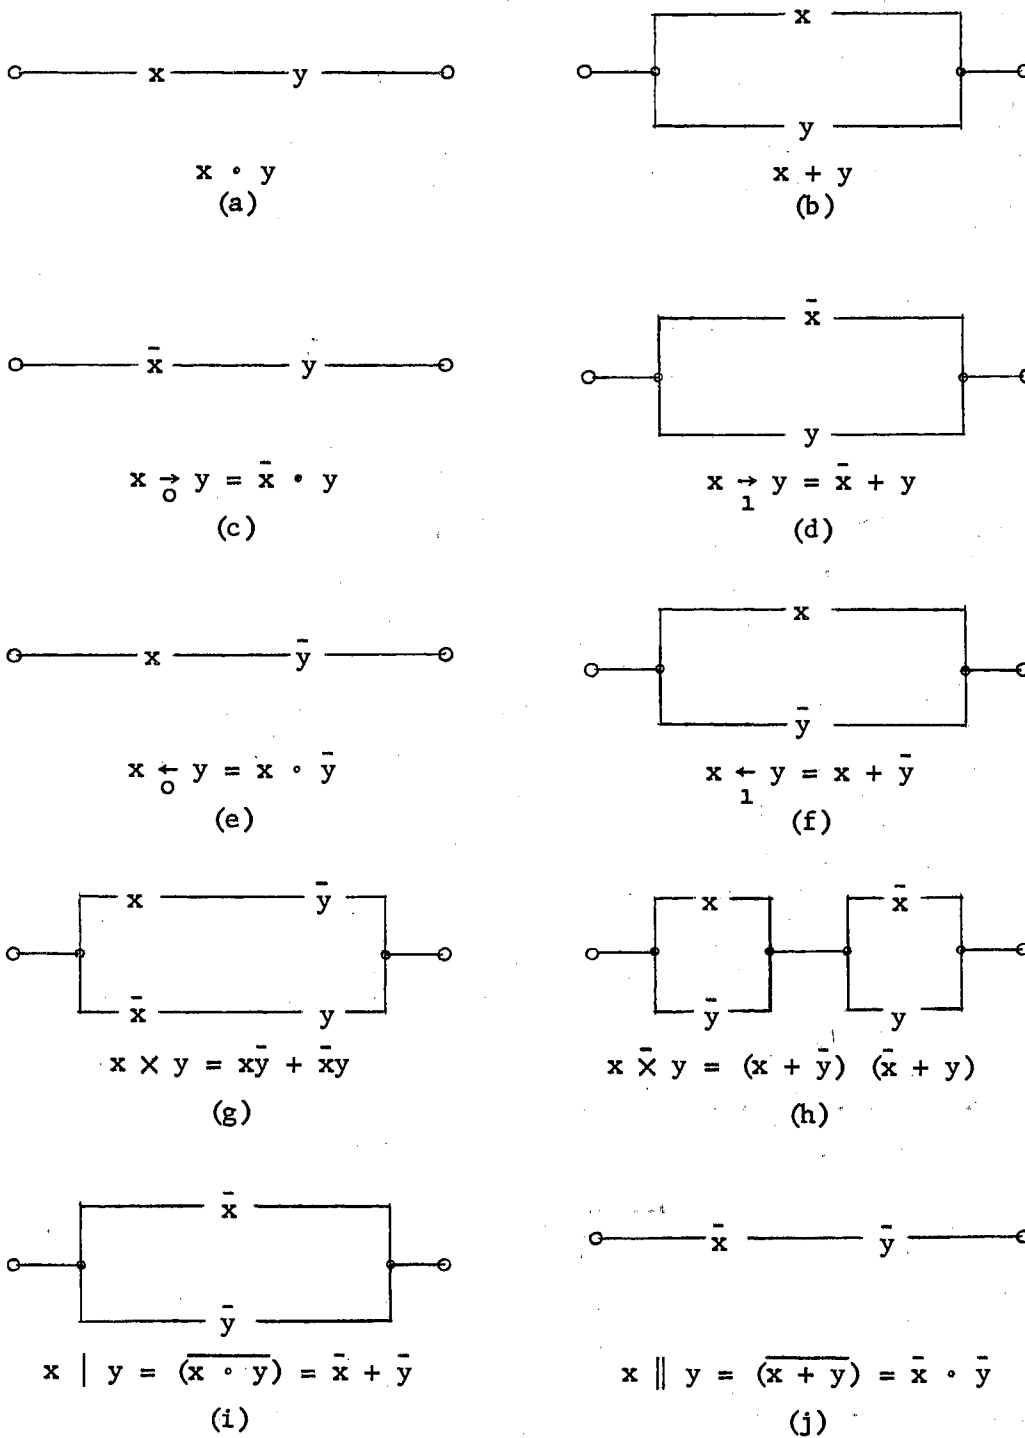 x y
x
y
x ∘ y
(a)
x + y
(b)
x̄ y
x̄
y
x →₀ y = x̄ • y
(c)
x →₁ y = x̄ + y
(d)
x ȳ
x
ȳ
x ←₀ y = x ∘ ȳ
(e)
x ←₁ y = x + ȳ
(f)
x ȳ
x̄ y
x × y = xȳ + x̄y
(g)
x x̄
ȳ y
x ×̄ y = (x + ȳ) (x̄ + y)
(h)
x̄
ȳ
x | y = (x̅ ̅∘̅ ̅y̅) = x̄ + ȳ
(i)
x̄ ȳ
x ‖ y = (x̅ ̅+̅ ̅y̅) = x̄ ∘ ȳ
(j)